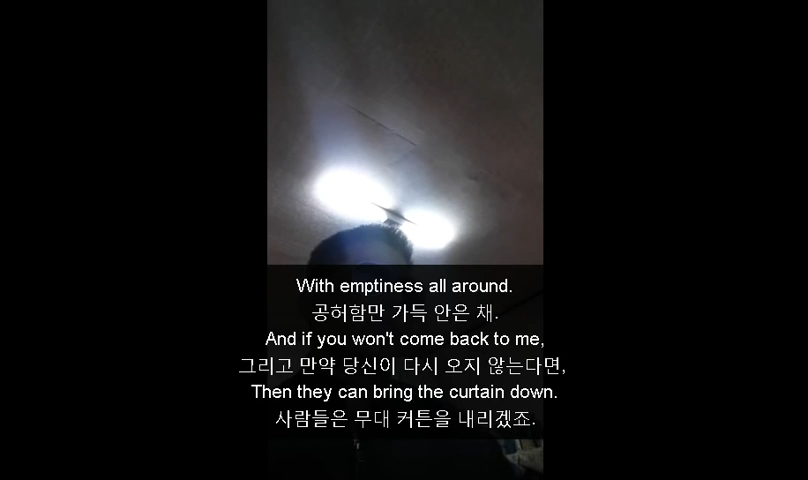 With emptiness all around.
공허함만 가득 안은 채.
And if you won't come back to me,
그리고 만약 당신이 다시 오지 않는다면,
Then they can bring the curtain down.
사람들은 무대 커튼을 내리겠죠.